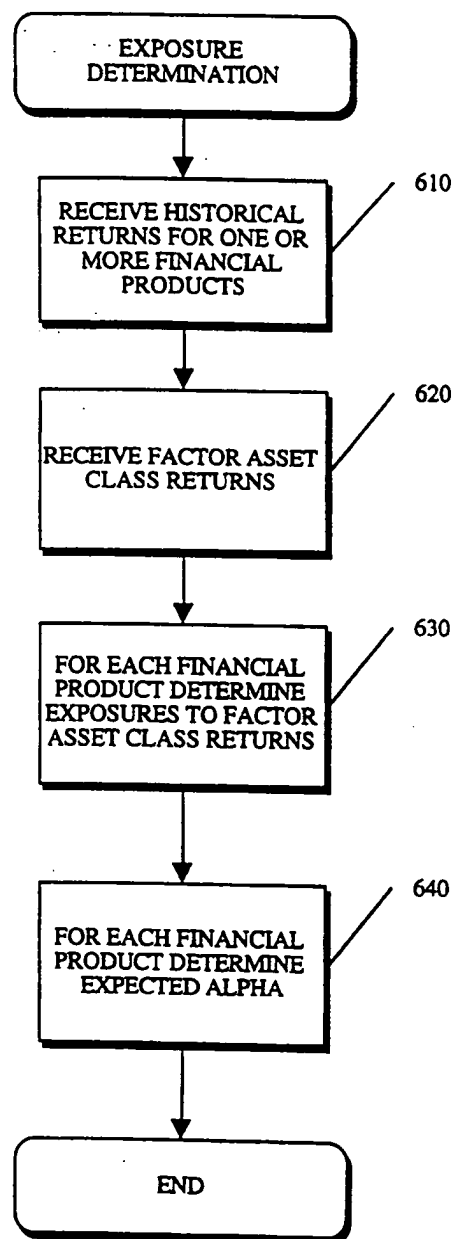 EXPOSURE
DETERMINATION
610
RECEIVE HISTORICAL
RETURNS FOR ONE OR
MORE FINANCIAL
PRODUCTS
620
RECEIVE FACTOR ASSET
CLASS RETURNS
630
FOR EACH FINANCIAL
PRODUCT DETERMINE
EXPOSURES TO FACTOR
ASSET CLASS RETURNS
640
FOR EACH FINANCIAL
PRODUCT DETERMINE
EXPECTED ALPHA
END